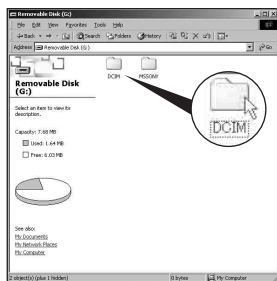 Removable Disk (G:)
File Edit View Favorites Tools Help
Back Search Folders History
Address Removable Disk (G:) Go
Removable Disk (G:)
DCIM MSSONY
Select an item to view its description.
Capacity: 7.68 MB
Used: 1.64 MB
Free: 6.03 MB
DCIM
See also:
My Documents
My Network Places
My Computer
2 object(s) (plus 1 hidden) 0 bytes My Computer